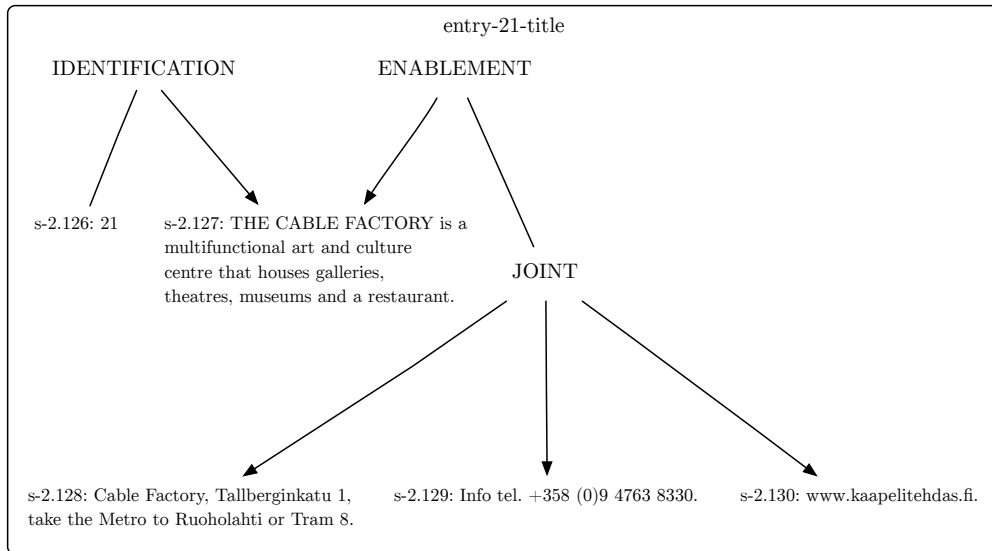 entry-21-title
IDENTIFICATION
ENABLEMENT
s-2.126: 21
s-2.127: THE CABLE FACTORY is a
multifunctional art and culture
centre that houses galleries,
theatres, museums and a restaurant.
JOINT
s-2.128: Cable Factory, Tallberginkatu 1,
take the Metro to Ruoholahti or Tram 8.
s-2.129: Info tel. +358 (0)9 4763 8330.
s-2.130: www.kaapelitehdas.fi.